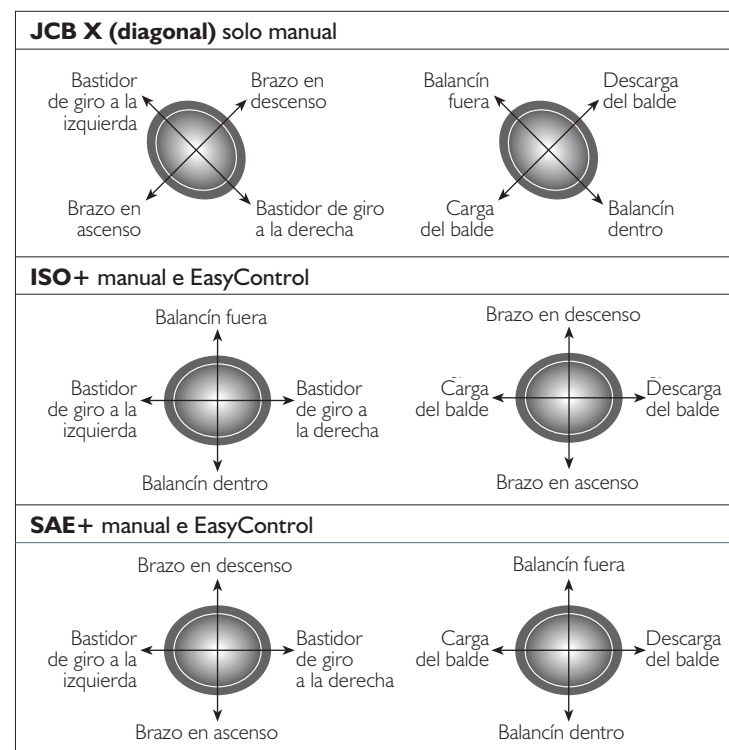 JCB X (diagonal) solo manual
Bastidor
de giro a la
izquierda
Brazo en
descenso
Brazo en
ascenso
Bastidor de giro
a la derecha
Balancín
fuera
Descarga
del balde
Carga
del balde
Balancín
dentro
ISO+ manual e EasyControl
Balancín fuera
Bastidor
de giro a la
izquierda
Bastidor
de giro a
la derecha
Balancín dentro
Brazo en descenso
Carga
del balde
Descarga
del balde
Brazo en ascenso
SAE+ manual e EasyControl
Brazo en descenso
Bastidor
de giro a la
izquierda
Bastidor
de giro
a la derecha
Brazo en ascenso
Balancín fuera
Carga
del balde
Descarga
del balde
Balancín dentro